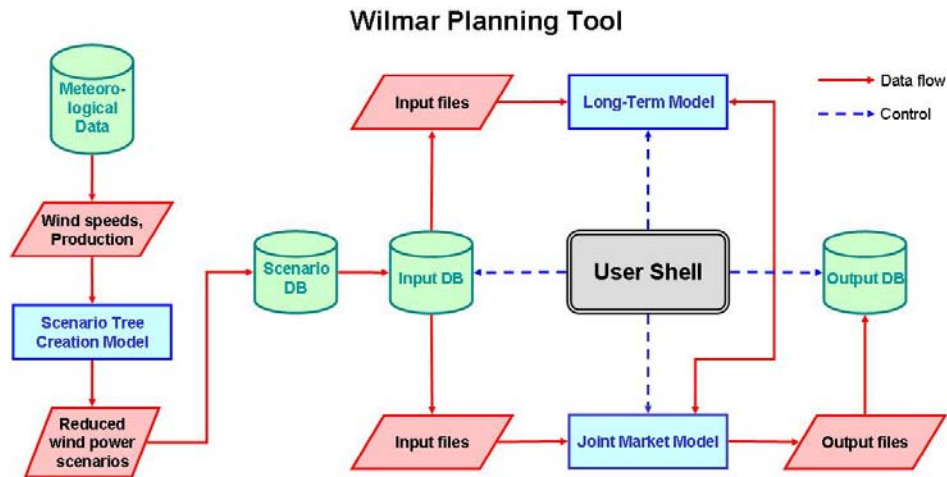 Wilmar Planning Tool
Meteoro-
logical
Data
Wind speeds,
Production
Scenario Tree
Creation Model
Reduced
wind power
scenarios
Scenario
DB
Input files
Input DB
Input files
Long-Term Model
User Shell
Joint Market Model
Data flow
Control
Output DB
Output files